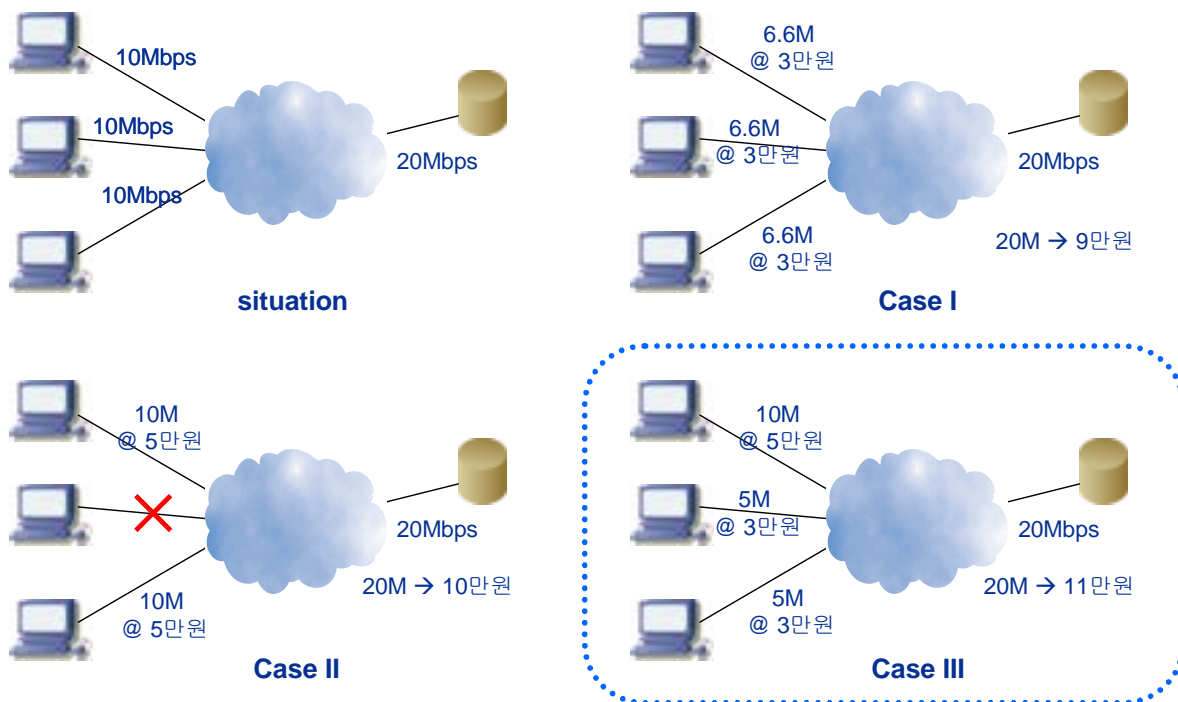 10Mbps
10Mbps
10Mbps
20Mbps
situation
6.6M
@ 3만원
6.6M
@ 3만원
6.6M
@ 3만원
20Mbps
20M → 9만원
Case I
10M
@ 5만원
10M
@ 5만원
20Mbps
20M → 10만원
Case II
10M
@ 5만원
5M
@ 3만원
5M
@ 3만원
20Mbps
20M → 11만원
Case III